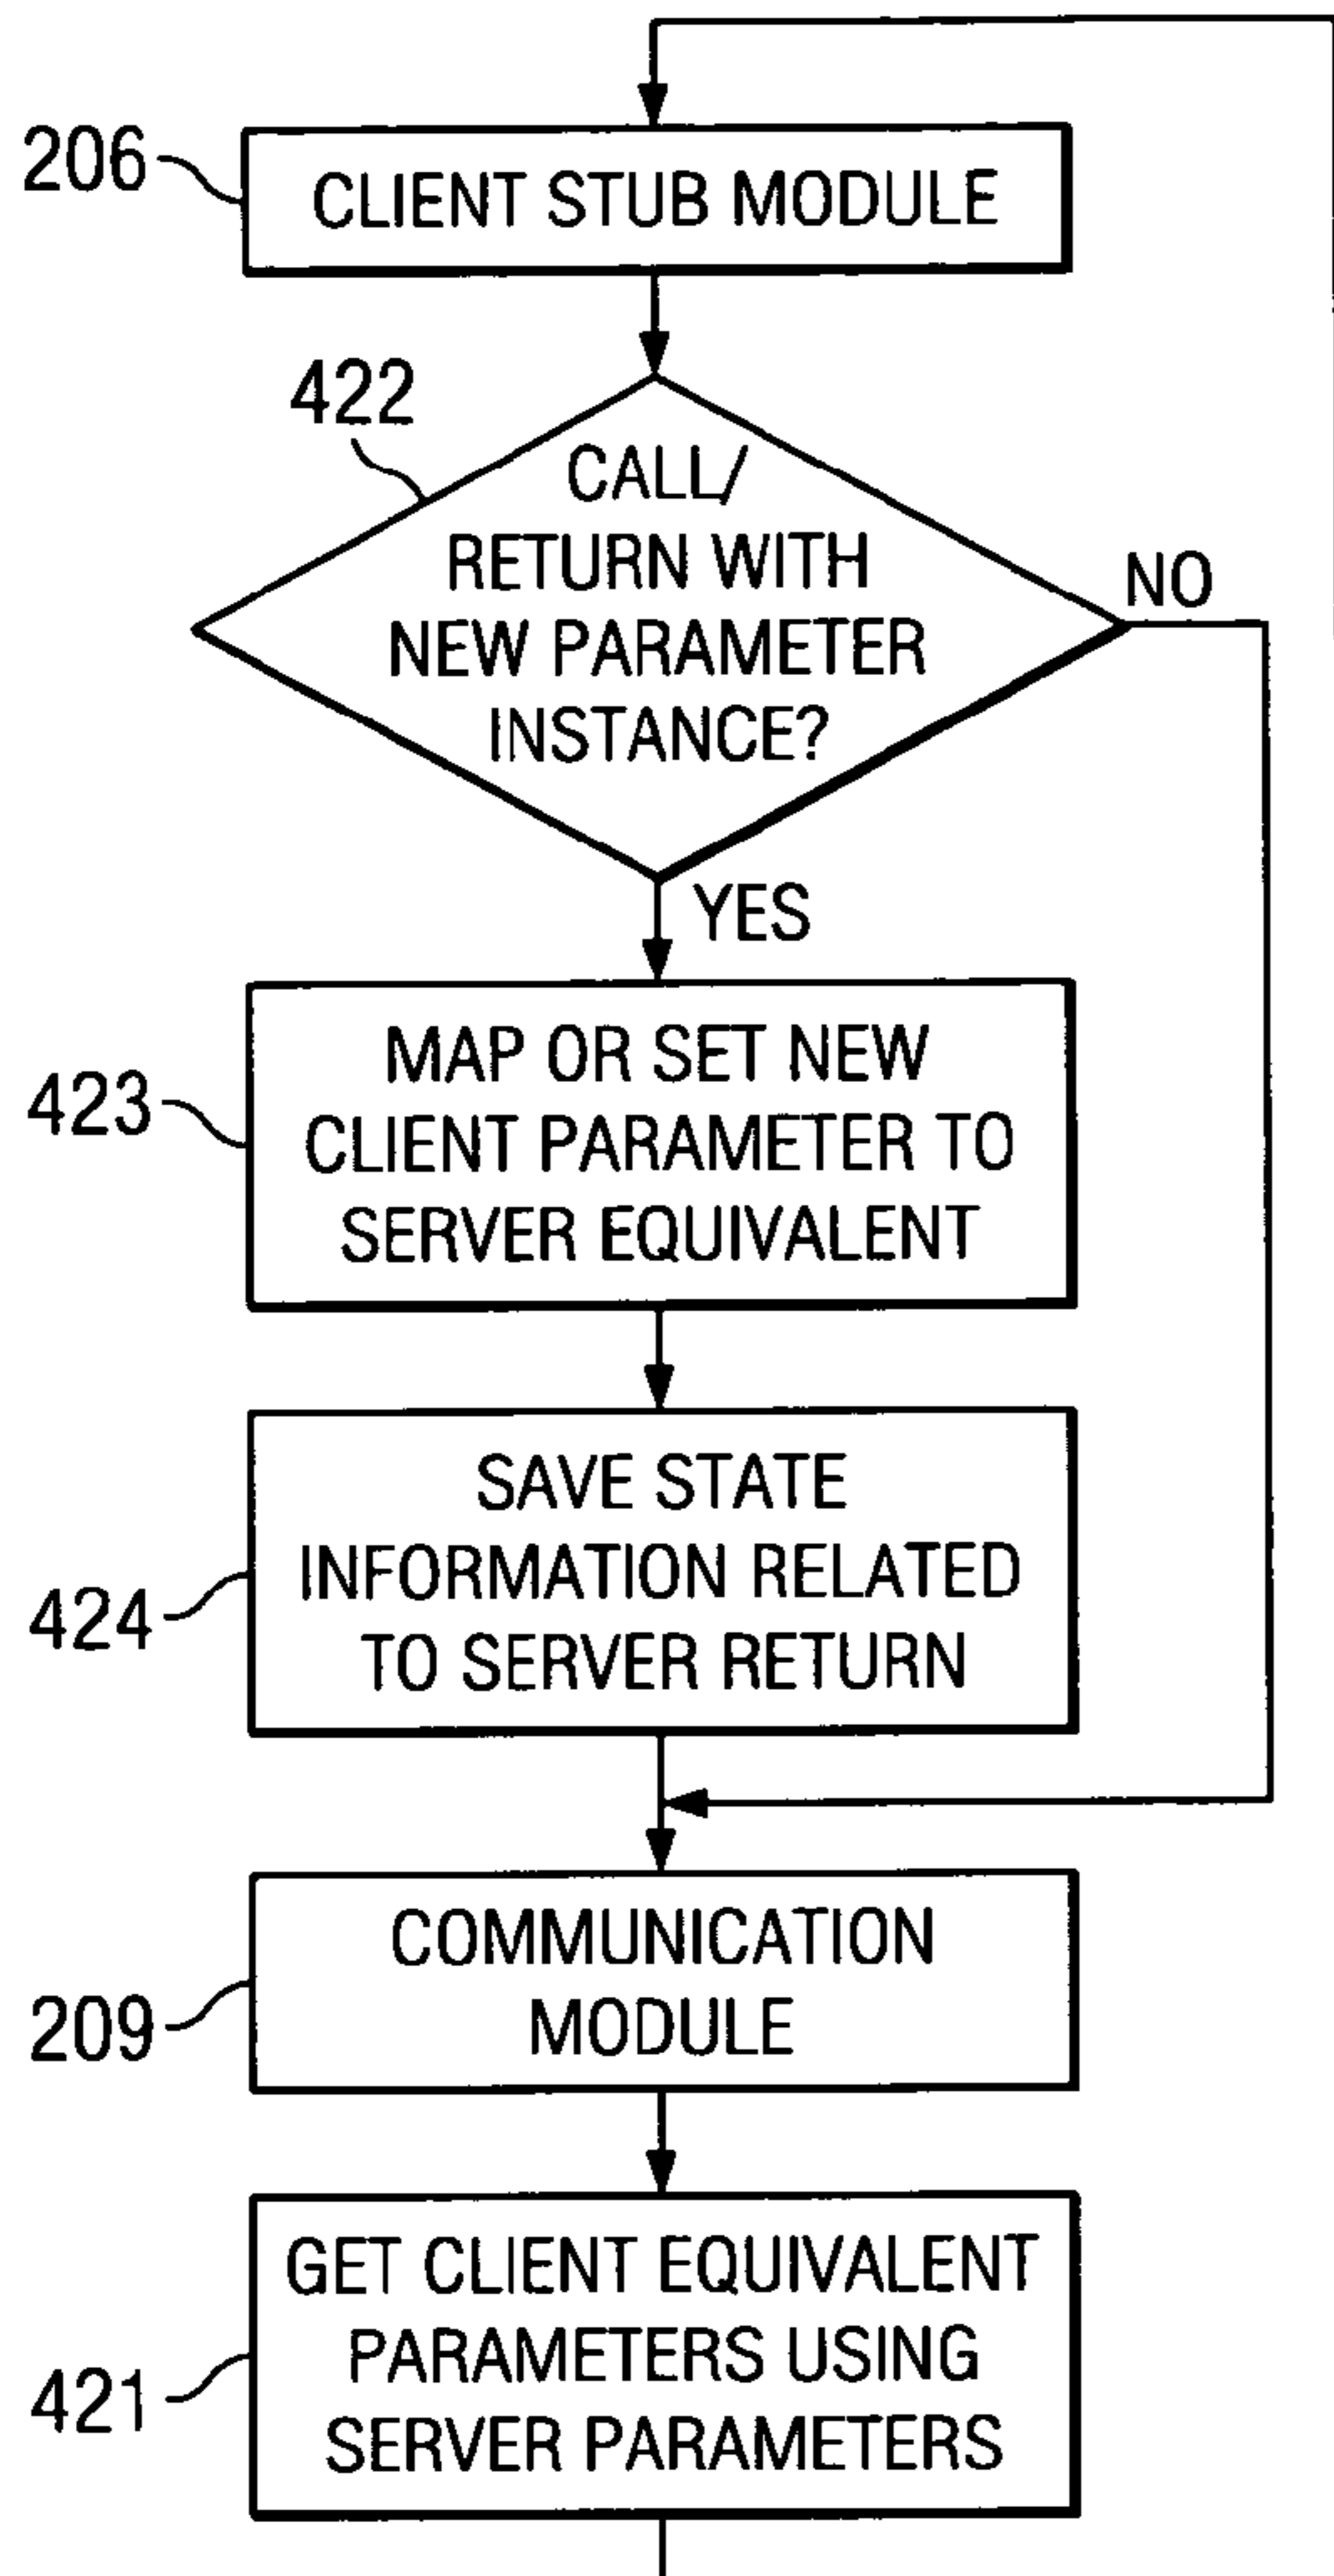 206
CLIENT STUB MODULE
422
CALL/
RETURN WITH
NEW PARAMETER
INSTANCE?
NO
YES
423
MAP OR SET NEW
CLIENT PARAMETER TO
SERVER EQUIVALENT
424
SAVE STATE
INFORMATION RELATED
TO SERVER RETURN
209
COMMUNICATION
MODULE
421
GET CLIENT EQUIVALENT
PARAMETERS USING
SERVER PARAMETERS